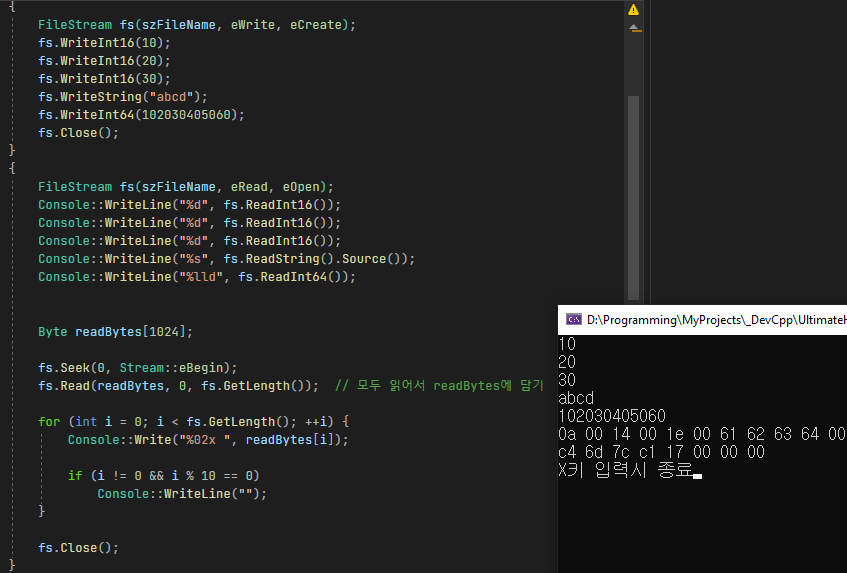 {
FileStream fs(szFileName, eWrite, eCreate);
fs.WriteInt16(10);
fs.WriteInt16(20);
fs.WriteInt16(30);
fs.WriteString("abcd");
fs.WriteInt64(102030405060);
fs.Close();
}
{
FileStream fs(szFileName, eRead, eOpen);
Console::WriteLine("%d", fs.ReadInt16());
Console::WriteLine("%d", fs.ReadInt16());
Console::WriteLine("%d", fs.ReadInt16());
Console::WriteLine("%s", fs.ReadString().Source());
Console::WriteLine("%lld", fs.ReadInt64());
Byte readBytes[1024];
fs.Seek(0, Stream::eBegin);
fs.Read(readBytes, 0, fs.GetLength());  // 모두 읽어서 readBytes에 담기
for (int i = 0; i < fs.GetLength(); ++i) {
Console::Write("%02x ", readBytes[i]);
if (i != 0 && i % 10 == 0)
Console::WriteLine("");
}
fs.Close();
}
D:\Programming\MyProjects\_DevCpp\UltimateH
10
20
30
abcd
102030405060
0a 00 14 00 1e 00 61 62 63 64 00
c4 6d 7c c1 17 00 00 00
X키 입력시 종료